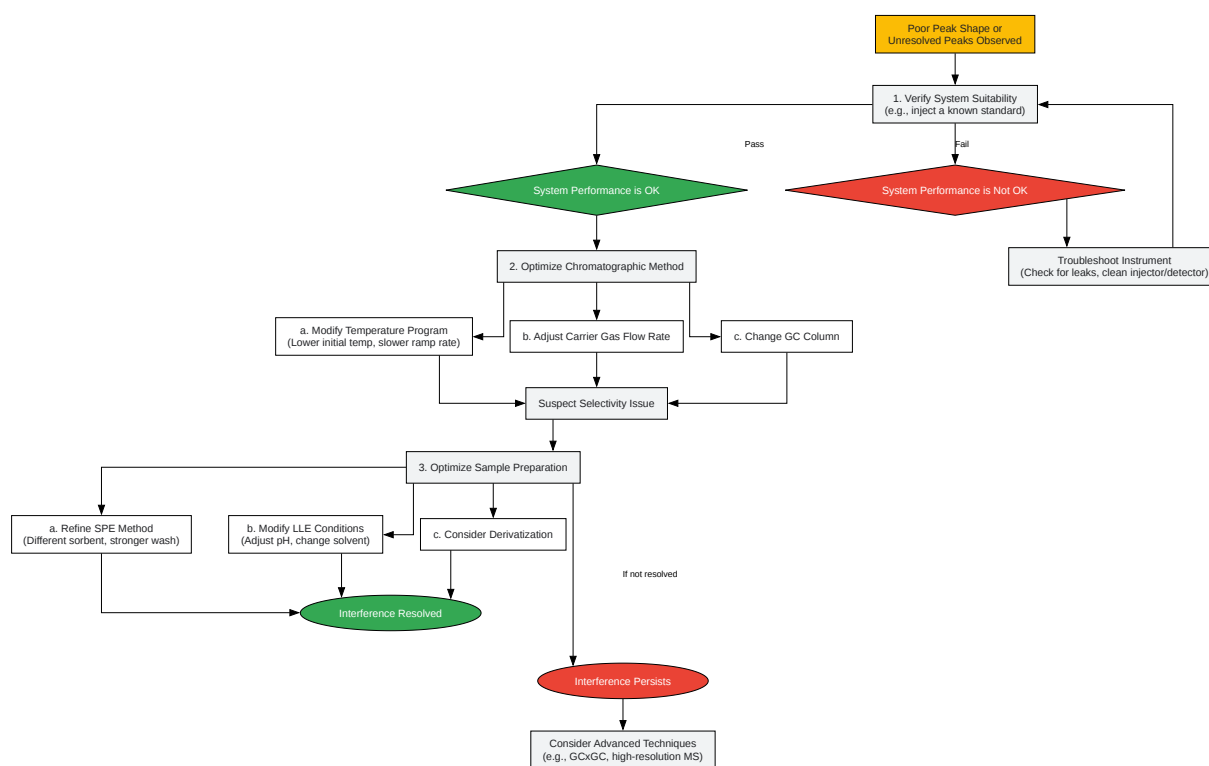 Poor Peak Shape or
Unresolved Peaks Observed
1. Verify System Suitability
(e.g., inject a known standard)
Pass
Fail
System Performance is OK
System Performance is Not OK
Troubleshoot Instrument
(Check for leaks, clean injector/detector)
2. Optimize Chromatographic Method
a. Modify Temperature Program
(Lower initial temp, slower ramp rate)
b. Adjust Carrier Gas Flow Rate
c. Change GC Column
Suspect Selectivity Issue
3. Optimize Sample Preparation
a. Refine SPE Method
(Different sorbent, stronger wash)
b. Modify LLE Conditions
(Adjust pH, change solvent)
c. Consider Derivatization
If not resolved
Interference Resolved
Interference Persists
Consider Advanced Techniques
(e.g., GCxGC, high-resolution MS)